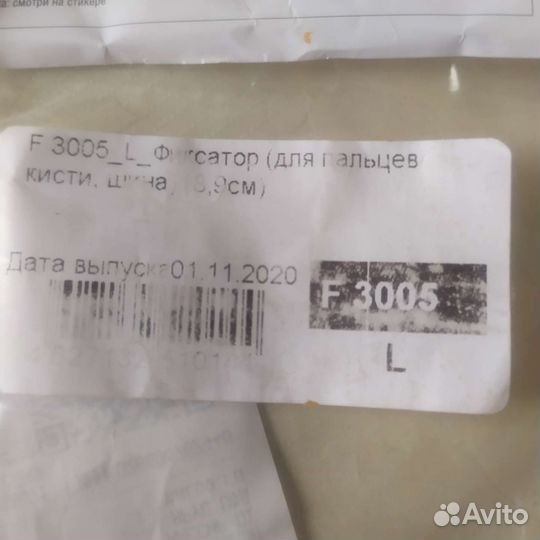 смотри на стикере
F 3005_L_Фиксатор (для пальцев
кисти, шина,
Дата выпуска01.11.2020
F 3005
L
Avito